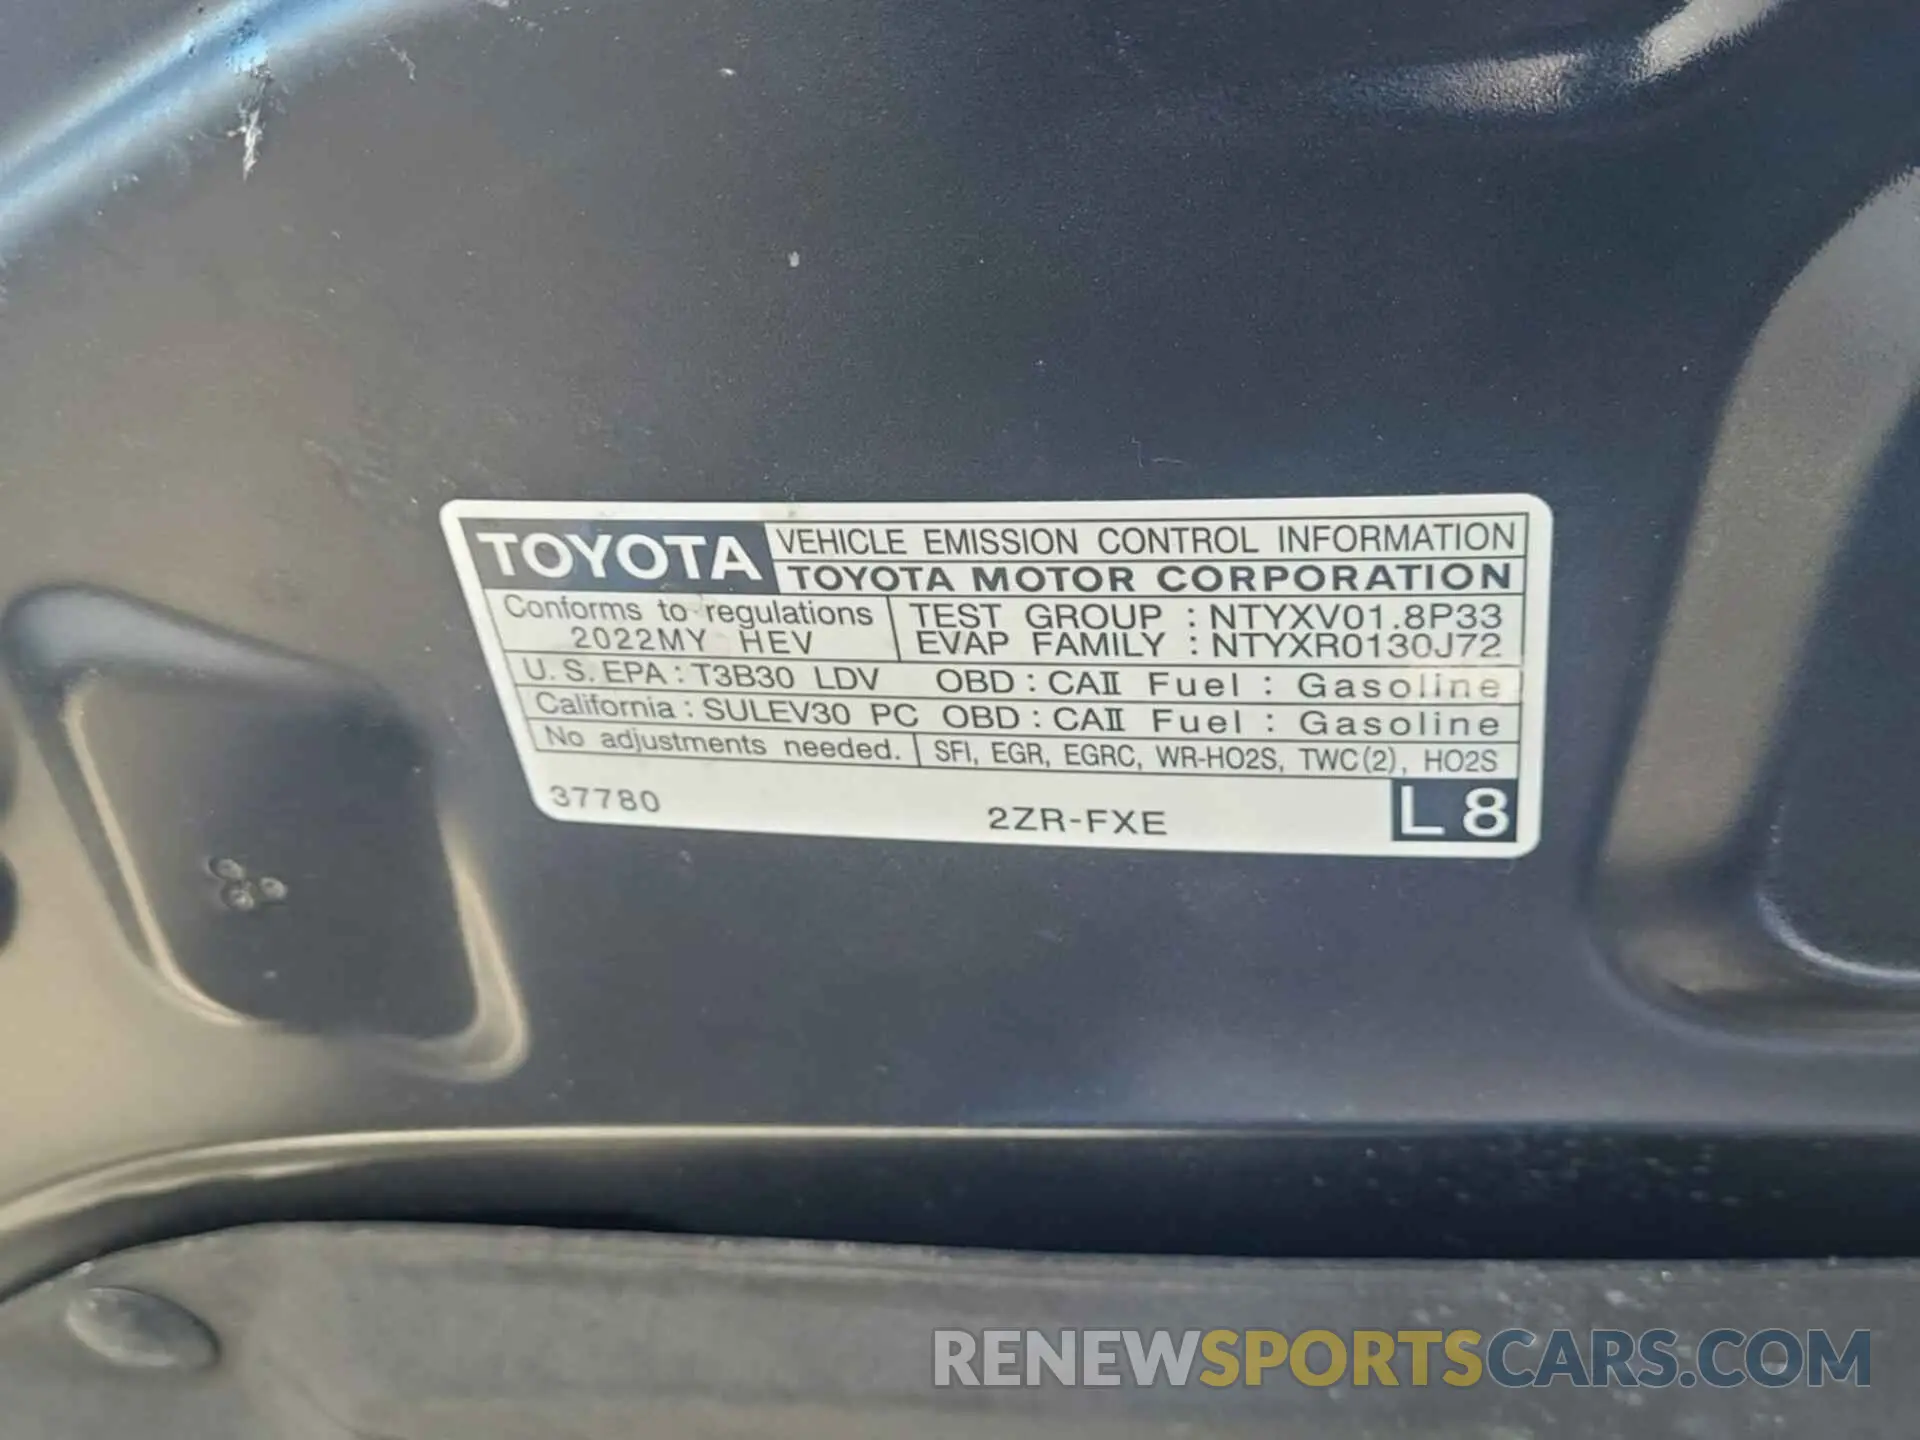 TOYOTA VEHICLE EMISSION CONTROL INFORMATION
TOYOTA MOTOR CORPORATION
Conforms to regulations TEST GROUP : NTYXV01.8P33
2022MY HEV EVAP FAMILY : NTYXR0130J72
U.S.EPA : T3B30 LDV OBD : CAⅡ Fuel : Gasoline
California : SULEV30 PC OBD : CAⅡ Fuel : Gasoline
No adjustments needed. SFI, EGR, EGRC, WR-HO2S, TWC(2), HO2S
37780 2ZR-FXE L8
RENEWSPORTSCARS.COM